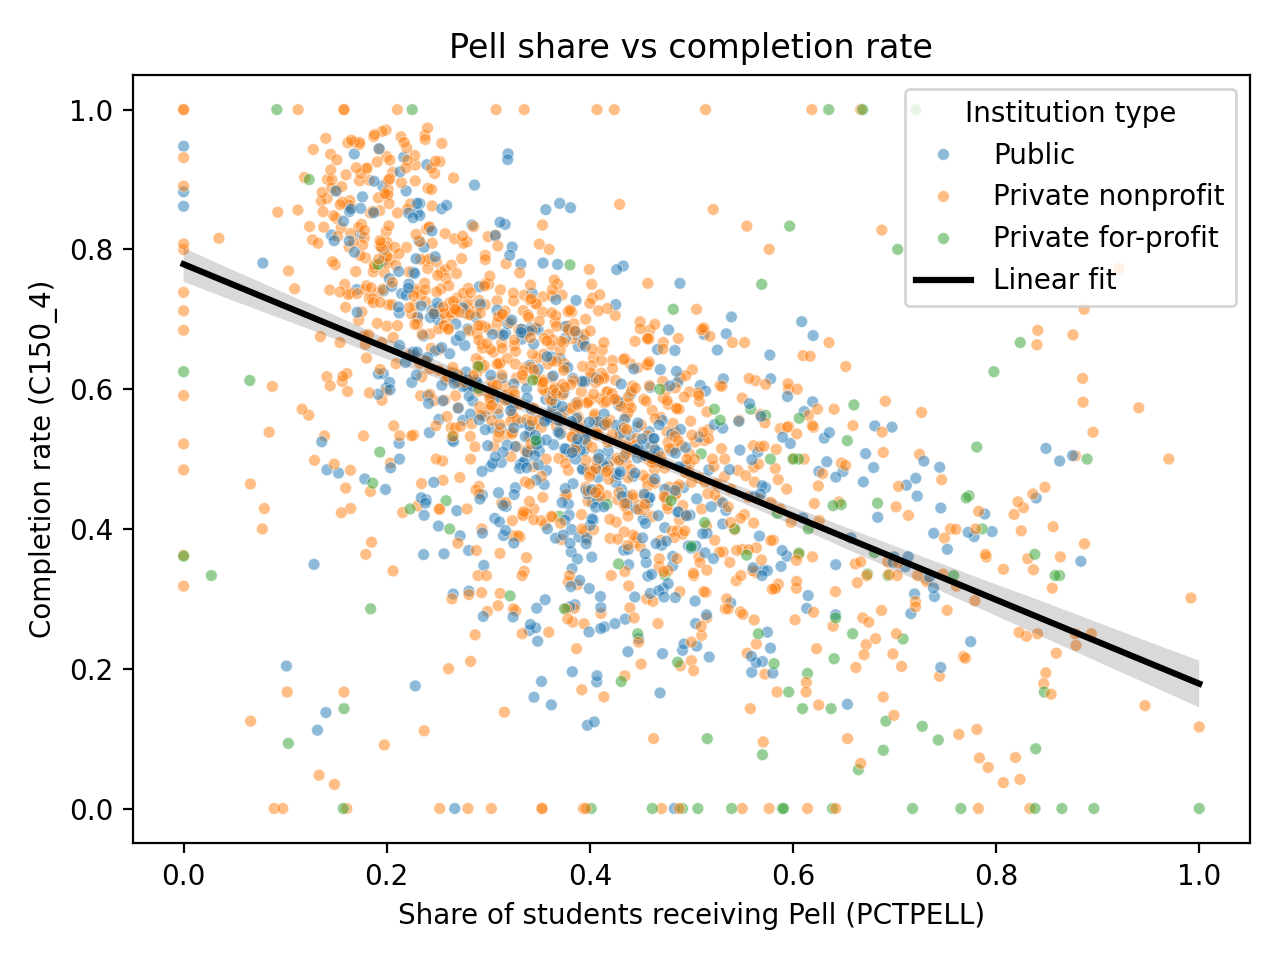 Pell share vs completion rate
Institution type
Public
Private nonprofit
Private for-profit
Linear fit
Completion rate (C150_4)
1.0
0.8
0.6
0.4
0.2
0.0
0.0 0.2 0.4 0.6 0.8 1.0
Share of students receiving Pell (PCTPELL)